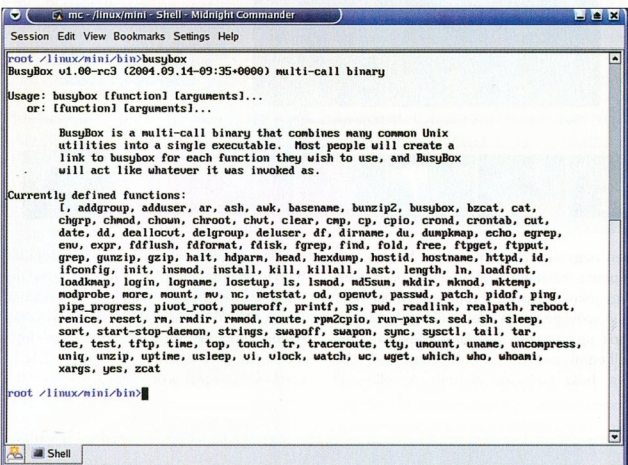 mc - /linux/mini - Shell - Midnight Commander
Session Edit View Bookmarks Settings Help
root /linux/mini/bin>busybox
BusyBox v1.00-rc3 (2004.09.14-09:35+0000) multi-call binary
Usage: busybox [function] [arguments]...
or: [function] [arguments]...
BusyBox is a multi-call binary that combines many common Unix
utilities into a single executable. Most people will create a
link to busybox for each function they wish to use, and BusyBox
will act like whatever it was invoked as.
Currently defined functions:
[, addgroup, adduser, ar, ash, awk, basename, bunzip2, busybox, bzcat, cat,
chgrp, chmod, chown, chroot, chvt, clear, cmp, cp, cpio, crond, crontab, cut,
date, dd, deallocvt, delgroup, deluser, df, dirname, du, dumpkmap, echo, egrep,
env, expr, fdflush, fdformat, fdisk, fgrep, find, fold, free, ftpget, ftpput,
grep, gunzip, gzip, halt, hdparm, head, hexdump, hostid, hostname, httpd, id,
ifconfig, init, insmod, install, kill, killall, last, length, ln, loadfont,
loadkmap, login, logname, losetup, ls, lsmod, md5sum, mkdir, mknod, mktemp,
modprobe, more, mount, mv, nc, netstat, od, openvt, passwd, patch, pidof, ping,
pipe_progress, pivot_root, poweroff, printf, ps, pwd, readlink, realpath, reboot,
renice, reset, rm, rmdir, rmmod, route, rpm2cpio, run-parts, sed, sh, sleep,
sort, start-stop-daemon, strings, swapoff, swapon, sync, sysctl, tail, tar,
tee, test, tftp, time, top, touch, tr, traceroute, tty, umount, uname, uncompress,
uniq, unzip, uptime, usleep, vi, vlock, watch, wc, wget, which, who, whoami,
xargs, yes, zcat
root /linux/mini/bin>
Shell